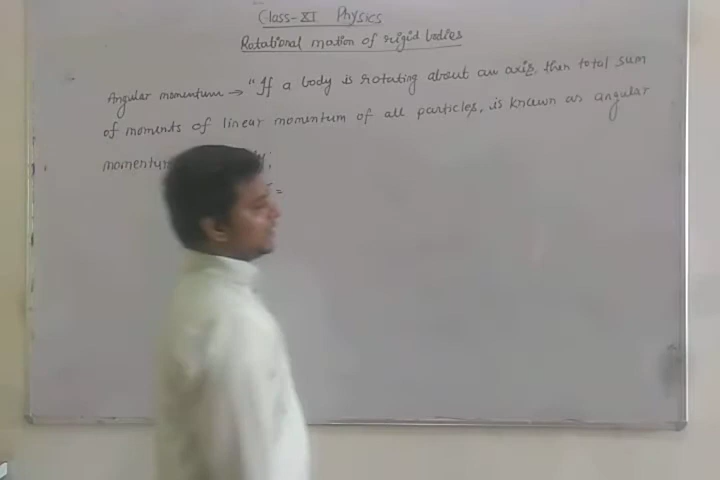 Class-XI Physics
Rotational motion of rigid bodies
Angular momentum → "If a body is rotating about an axis, then total sum
of moments of linear momentum of all particles, is known as angular
=